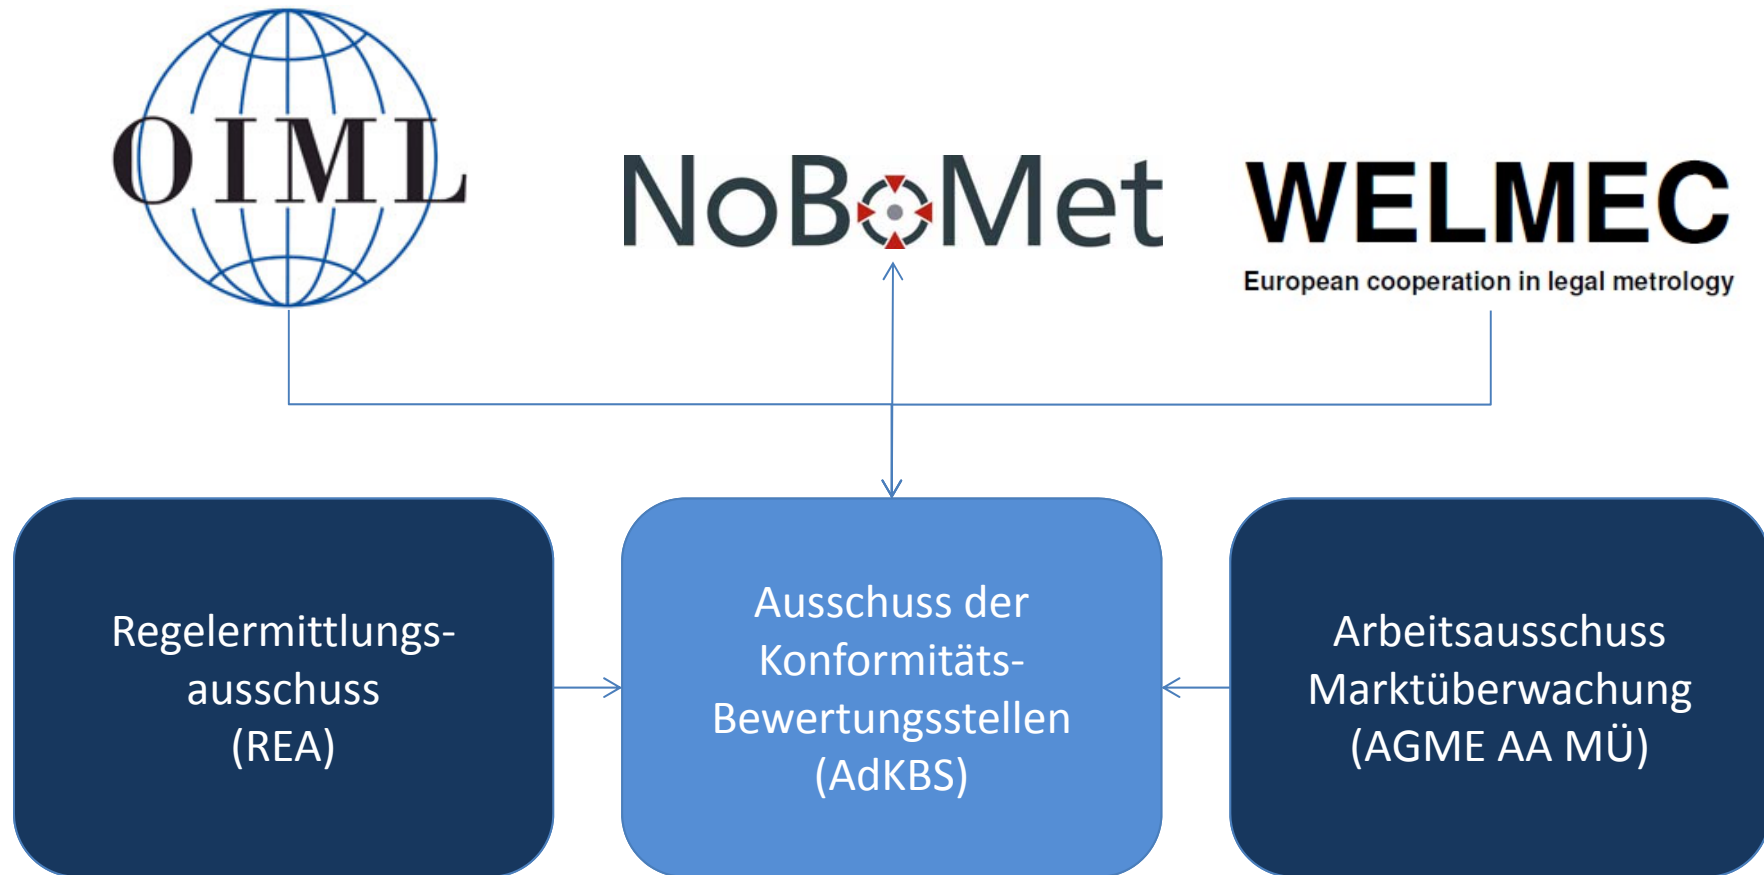 OIML
NoBoMet
WELMEC
European cooperation in legal metrology
Regelermittlungs-
ausschuss
(REA)
Ausschuss der
Konformitäts-
Bewertungsstellen
(AdKBS)
Arbeitsausschuss
Marktüberwachung
(AGME AA MÜ)